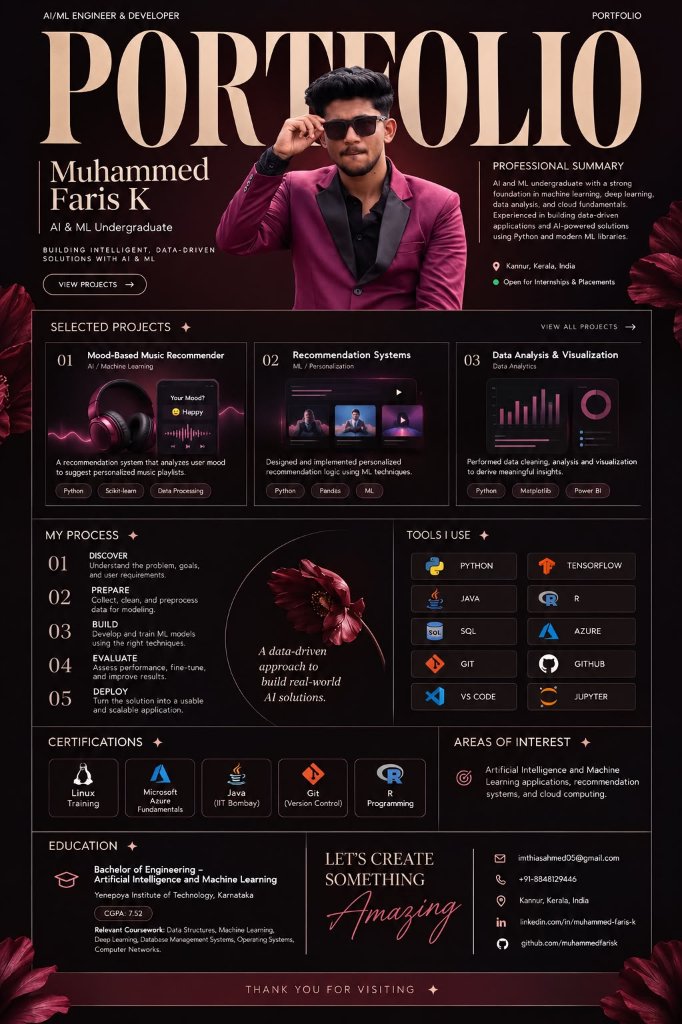 AI/ML ENGINEER & DEVELOPER
PORTFOLIO
PORTFOLIO
Muhammed
Faris K
AI & ML Undergraduate
BUILDING INTELLIGENT, DATA-DRIVEN
SOLUTIONS WITH AI & ML
VIEW PROJECTS →
PROFESSIONAL SUMMARY
AI and ML undergraduate with a strong
foundation in machine learning, deep learning,
data analysis, and cloud fundamentals.
Experienced in building data-driven
applications and AI-powered solutions
using Python and modern ML libraries.
Kannur, Kerala, India
Open for Internships & Placements
SELECTED PROJECTS
VIEW ALL PROJECTS →
01
Mood-Based Music Recommender
AI / Machine Learning
Your Mood?
Happy
A recommendation system that analyzes user mood
to suggest personalized music playlists.
Python
Scikit-learn
Data Processing
02
Recommendation Systems
ML / Personalization
Designed and implemented personalized
recommendation logic using ML techniques.
Python
Pandas
ML
03
Data Analysis & Visualization
Data Analytics
Performed data cleaning, analysis and visualization
to derive meaningful insights.
Python
Matplotlib
Power BI
MY PROCESS
01
DISCOVER
Understand the problem, goals,
and user requirements.
02
PREPARE
Collect, clean, and preprocess
data for modeling.
03
BUILD
Develop and train ML models
using the right techniques.
04
EVALUATE
Assess performance, fine-tune,
and improve results.
05
DEPLOY
Turn the solution into a usable
and scalable application.
A data-driven
approach to
build real-world
AI solutions.
TOOLS I USE
PYTHON
TENSORFLOW
JAVA
R
R
SQL
SQL
AZURE
GIT
GITHUB
VS CODE
JUPYTER
CERTIFICATIONS
Linux
Training
Microsoft
Azure
Fundamentals
Java
(IIT Bombay)
Git
(Version Control)
R
R
Programming
AREAS OF INTEREST
Artificial Intelligence and Machine
Learning applications, recommendation
systems, and cloud computing.
EDUCATION
Bachelor of Engineering –
Artificial Intelligence and Machine Learning
Yenepoya Institute of Technology, Karnataka
CGPA: 7.52
Relevant Coursework: Data Structures, Machine Learning,
Deep Learning, Database Management Systems, Operating Systems,
Computer Networks.
LET'S CREATE
SOMETHING
Amazing
imthiasahmed05@gmail.com
+91-8848129446
Kannur, Kerala, India
in
linkedin.com/in/muhammed-faris-k
github.com/muhammedfarisk
THANK YOU FOR VISITING